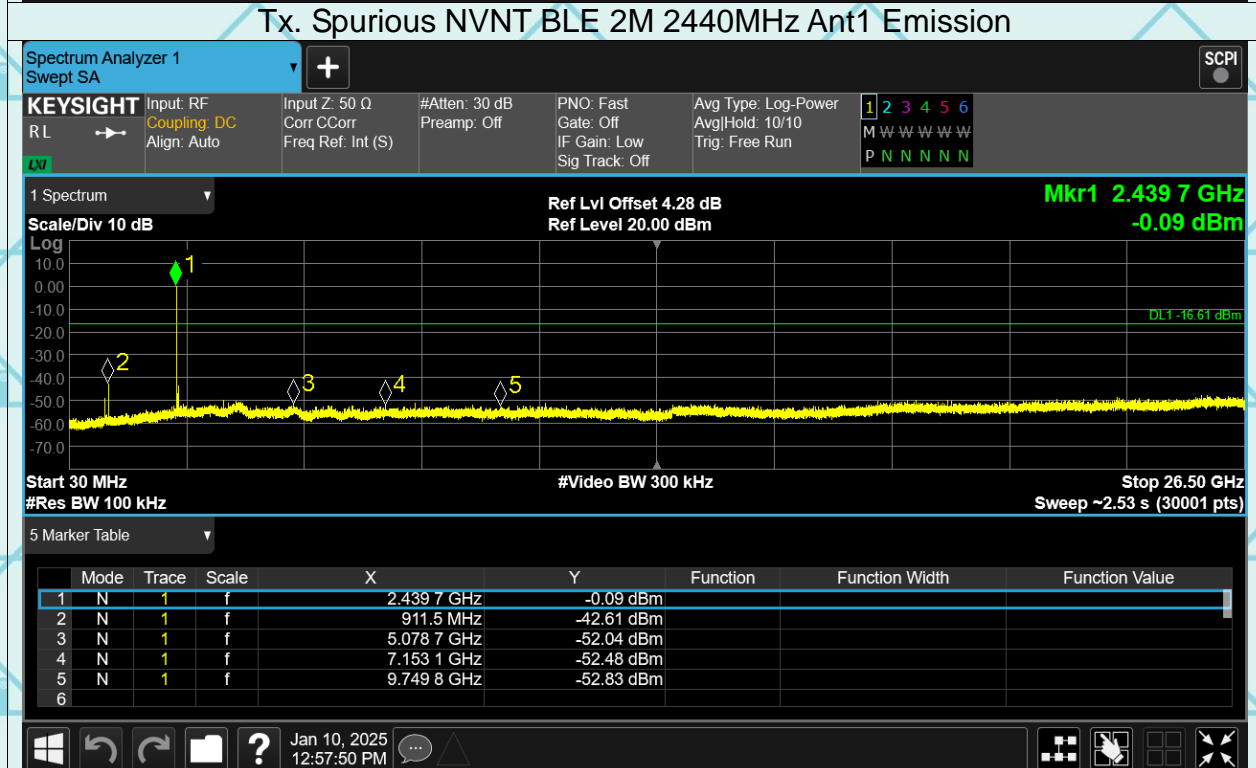 Tx. Spurious NVNT BLE 2M 2440MHz Ant1 Emission
Spectrum Analyzer 1
Swept SA
+
SCPI
KEYSIGHT
R L
LXI
Input: RF
Coupling: DC
Align: Auto
Input Z: 50 Ω
Corr CCorr
Freq Ref: Int (S)
#Atten: 30 dB
Preamp: Off
PNO: Fast
Gate: Off
IF Gain: Low
Sig Track: Off
Avg Type: Log-Power
Avg|Hold: 10/10
Trig: Free Run
1 2 3 4 5 6
M W W W W W
P N N N N N
1 Spectrum
Scale/Div 10 dB
Ref Lvl Offset 4.28 dB
Ref Level 20.00 dBm
Mkr1 2.439 7 GHz
-0.09 dBm
Log
10.0
0.00
-10.0
-20.0
-30.0
-40.0
-50.0
-60.0
-70.0
1
2
3
4
5
DL1 -16.61 dBm
Start 30 MHz
#Video BW 300 kHz
Stop 26.50 GHz
#Res BW 100 kHz
Sweep ~2.53 s (30001 pts)
5 Marker Table
Mode Trace Scale X Y Function Function Width Function Value
1 N 1 f 2.439 7 GHz -0.09 dBm
2 N 1 f 911.5 MHz -42.61 dBm
3 N 1 f 5.078 7 GHz -52.04 dBm
4 N 1 f 7.153 1 GHz -52.48 dBm
5 N 1 f 9.749 8 GHz -52.83 dBm
6
?
Jan 10, 2025
12:57:50 PM